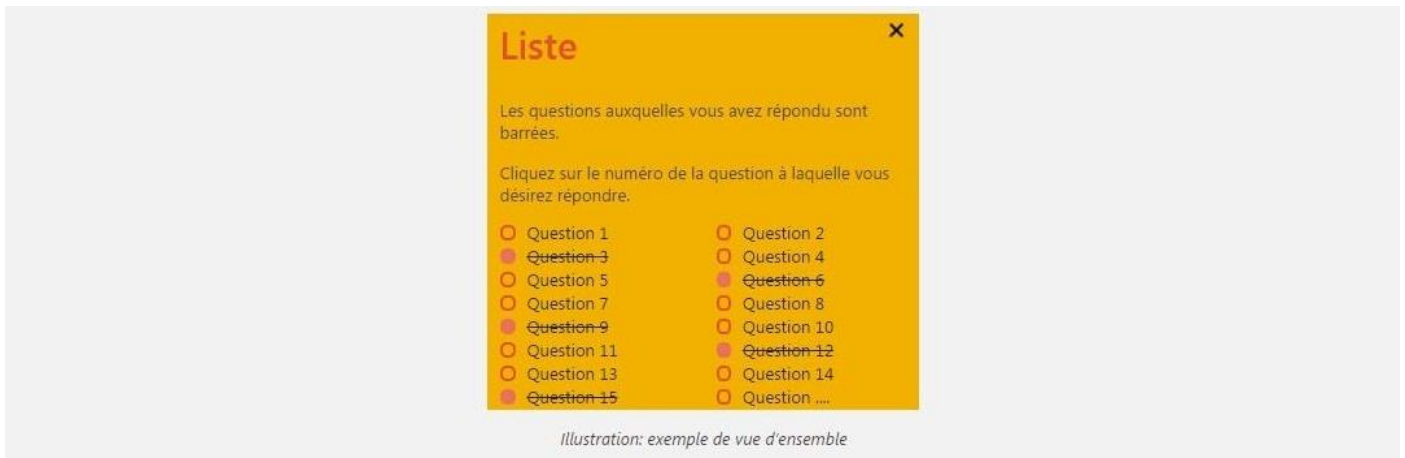 Liste
Les questions auxquelles vous avez répondu sont
barrées.
Cliquez sur le numéro de la question à laquelle vous
désirez répondre.
Question 1
Question 2
Question 3
Question 4
Question 5
Question 6
Question 7
Question 8
Question 9
Question 10
Question 11
Question 12
Question 13
Question 14
Question 15
Question ....
Illustration: exemple de vue d'ensemble